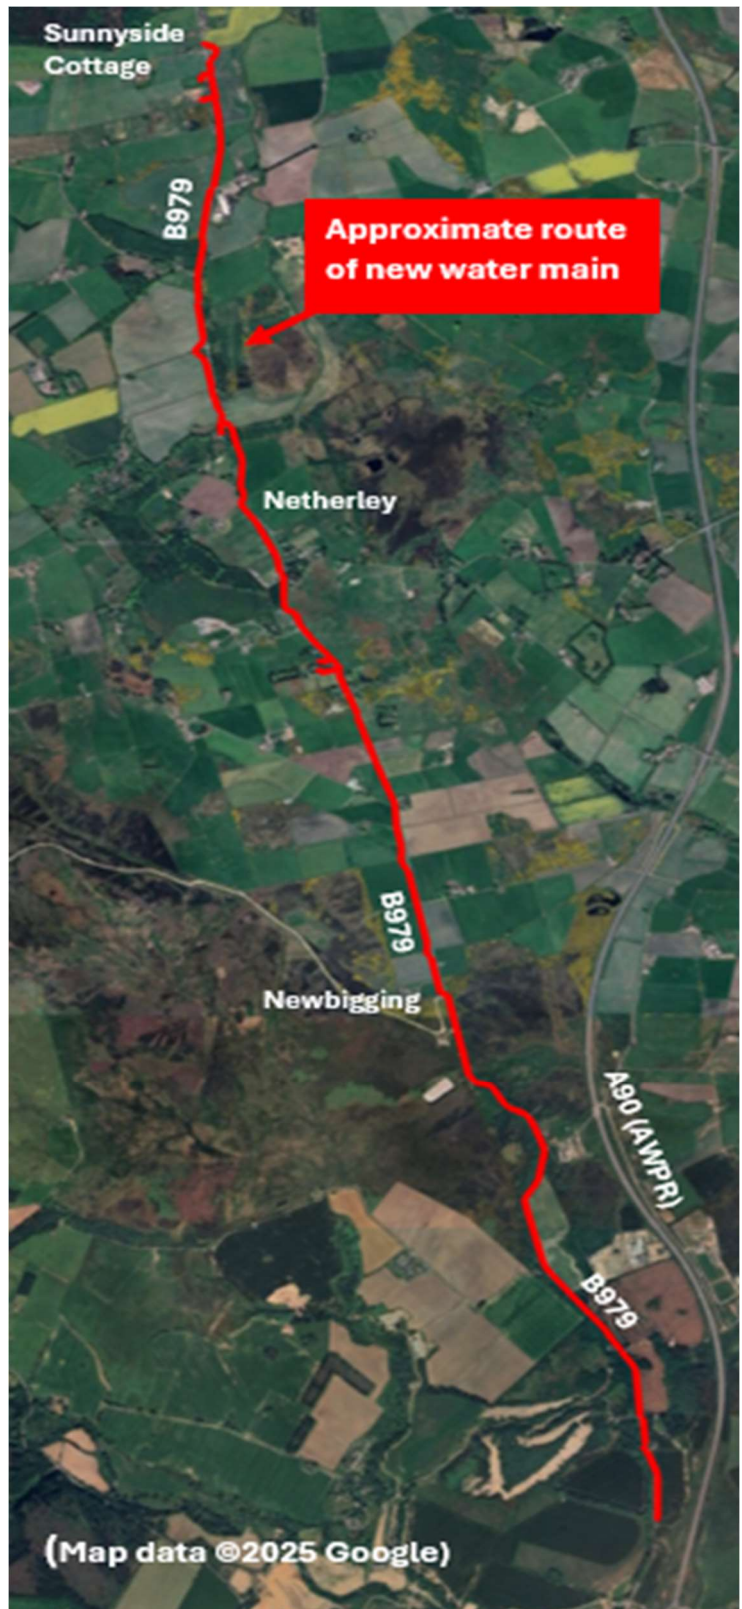 Sunnyside
Cottage
B979
Approximate route
of new water main
Netherley
B979
Newbigging
A90 (AWPR)
B979
(Map data ©2025 Google)